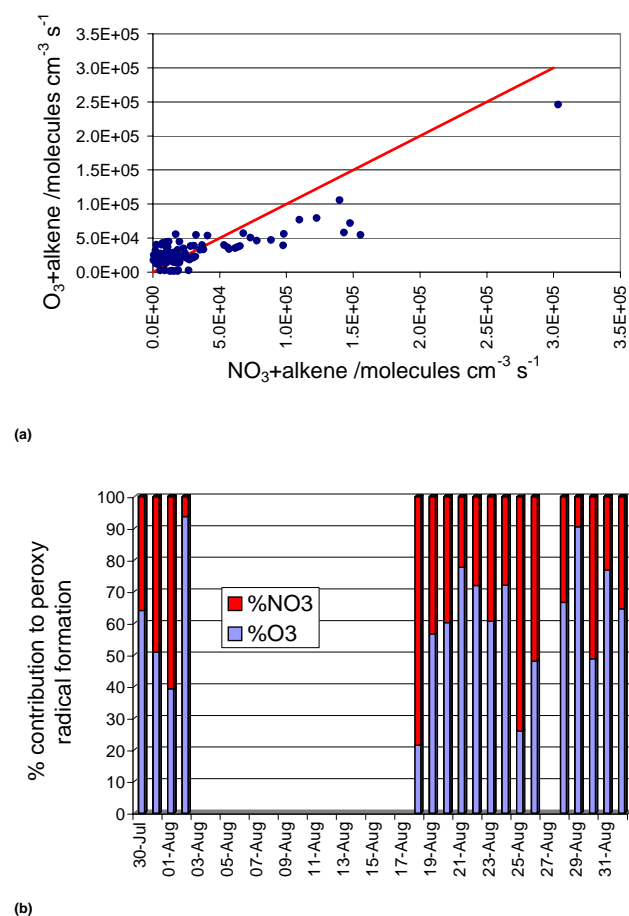 O3+alkene /molecules cm-3 s-1
3.5E+05
3.0E+05
2.5E+05
2.0E+05
1.5E+05
1.0E+05
5.0E+04
0.0E+00
0.0E+00
5.0E+04
1.0E+05
1.5E+05
2.0E+05
2.5E+05
3.0E+05
3.5E+05
NO3+alkene /molecules cm-3 s-1
(a)
% contribution to peroxy
radical formation
100
90
80
70
60
50
40
30
20
10
0
%NO3
%O3
30-Jul
01-Aug
03-Aug
05-Aug
07-Aug
09-Aug
11-Aug
13-Aug
15-Aug
17-Aug
19-Aug
21-Aug
23-Aug
25-Aug
27-Aug
29-Aug
31-Aug
(b)